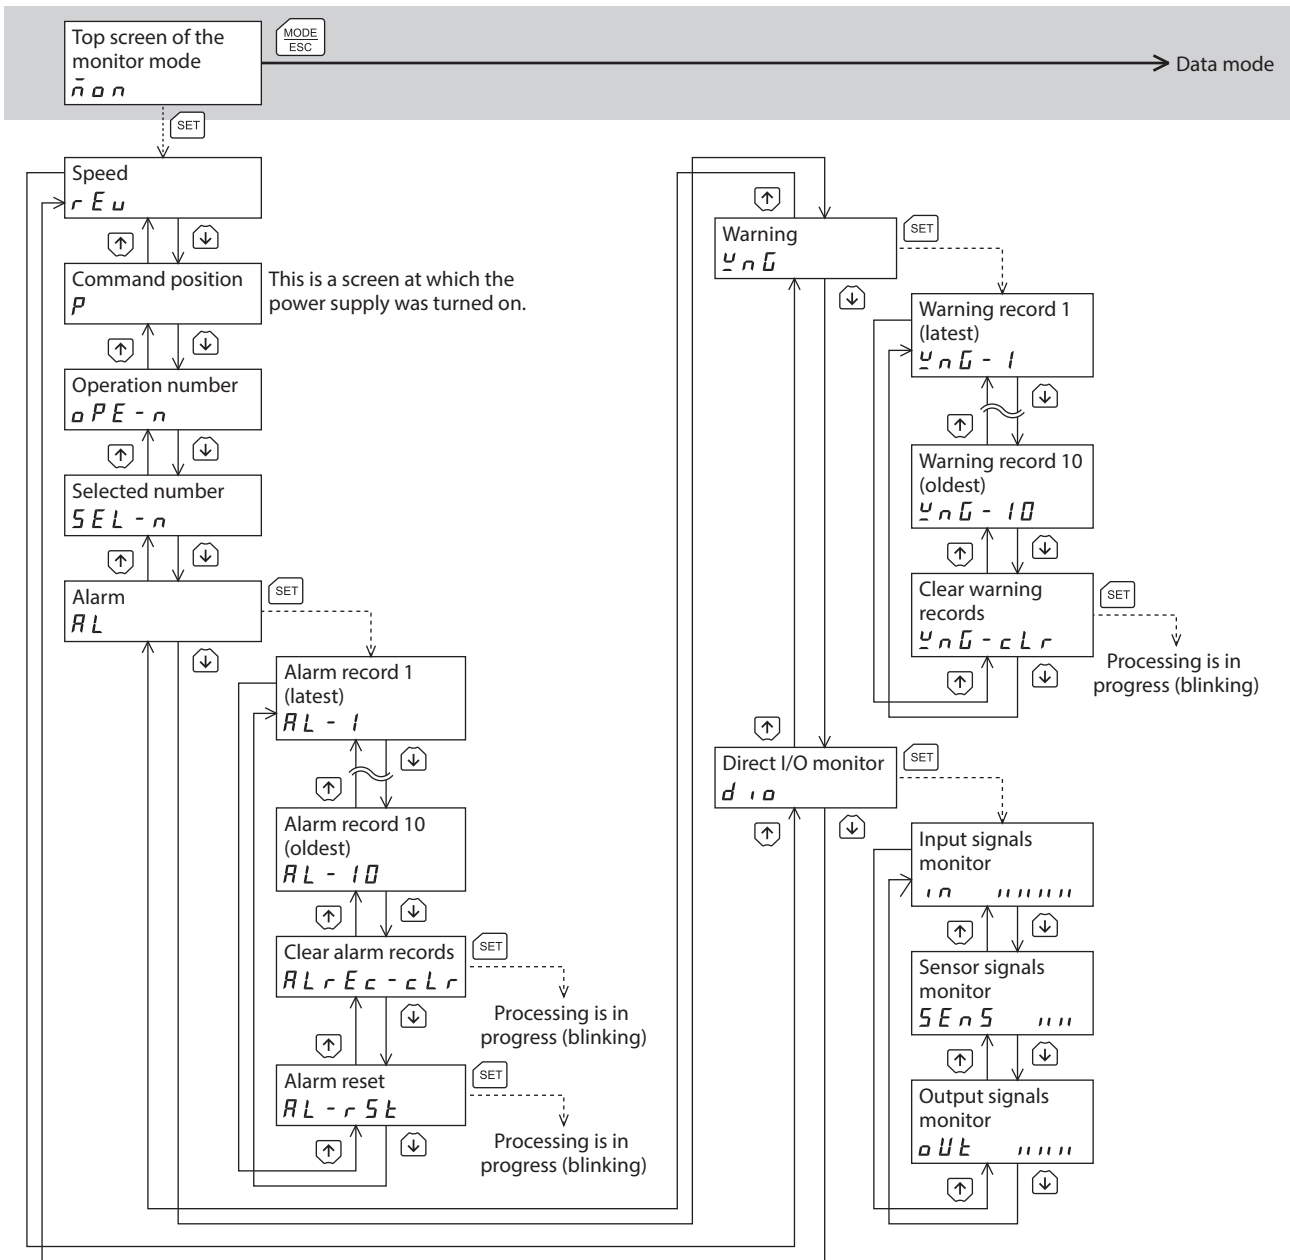 Top screen of the
monitor mode
mon
MODE
ESC
Data mode
SET
Speed
rEv
Command position
P
This is a screen at which the
power supply was turned on.
Operation number
oPE-n
Selected number
SEL-n
Alarm
AL
SET
Alarm record 1
(latest)
AL-1
Alarm record 10
(oldest)
AL-10
Clear alarm records
ALrEc-cLr
SET
Processing is in
progress (blinking)
Alarm reset
AL-rSt
SET
Processing is in
progress (blinking)
Warning
WnG
SET
Warning record 1
(latest)
WnG-1
Warning record 10
(oldest)
WnG-10
Clear warning
records
WnG-cLr
SET
Processing is in
progress (blinking)
Direct I/O monitor
dio
SET
Input signals
monitor
in
Sensor signals
monitor
SEnS
Output signals
monitor
oUt